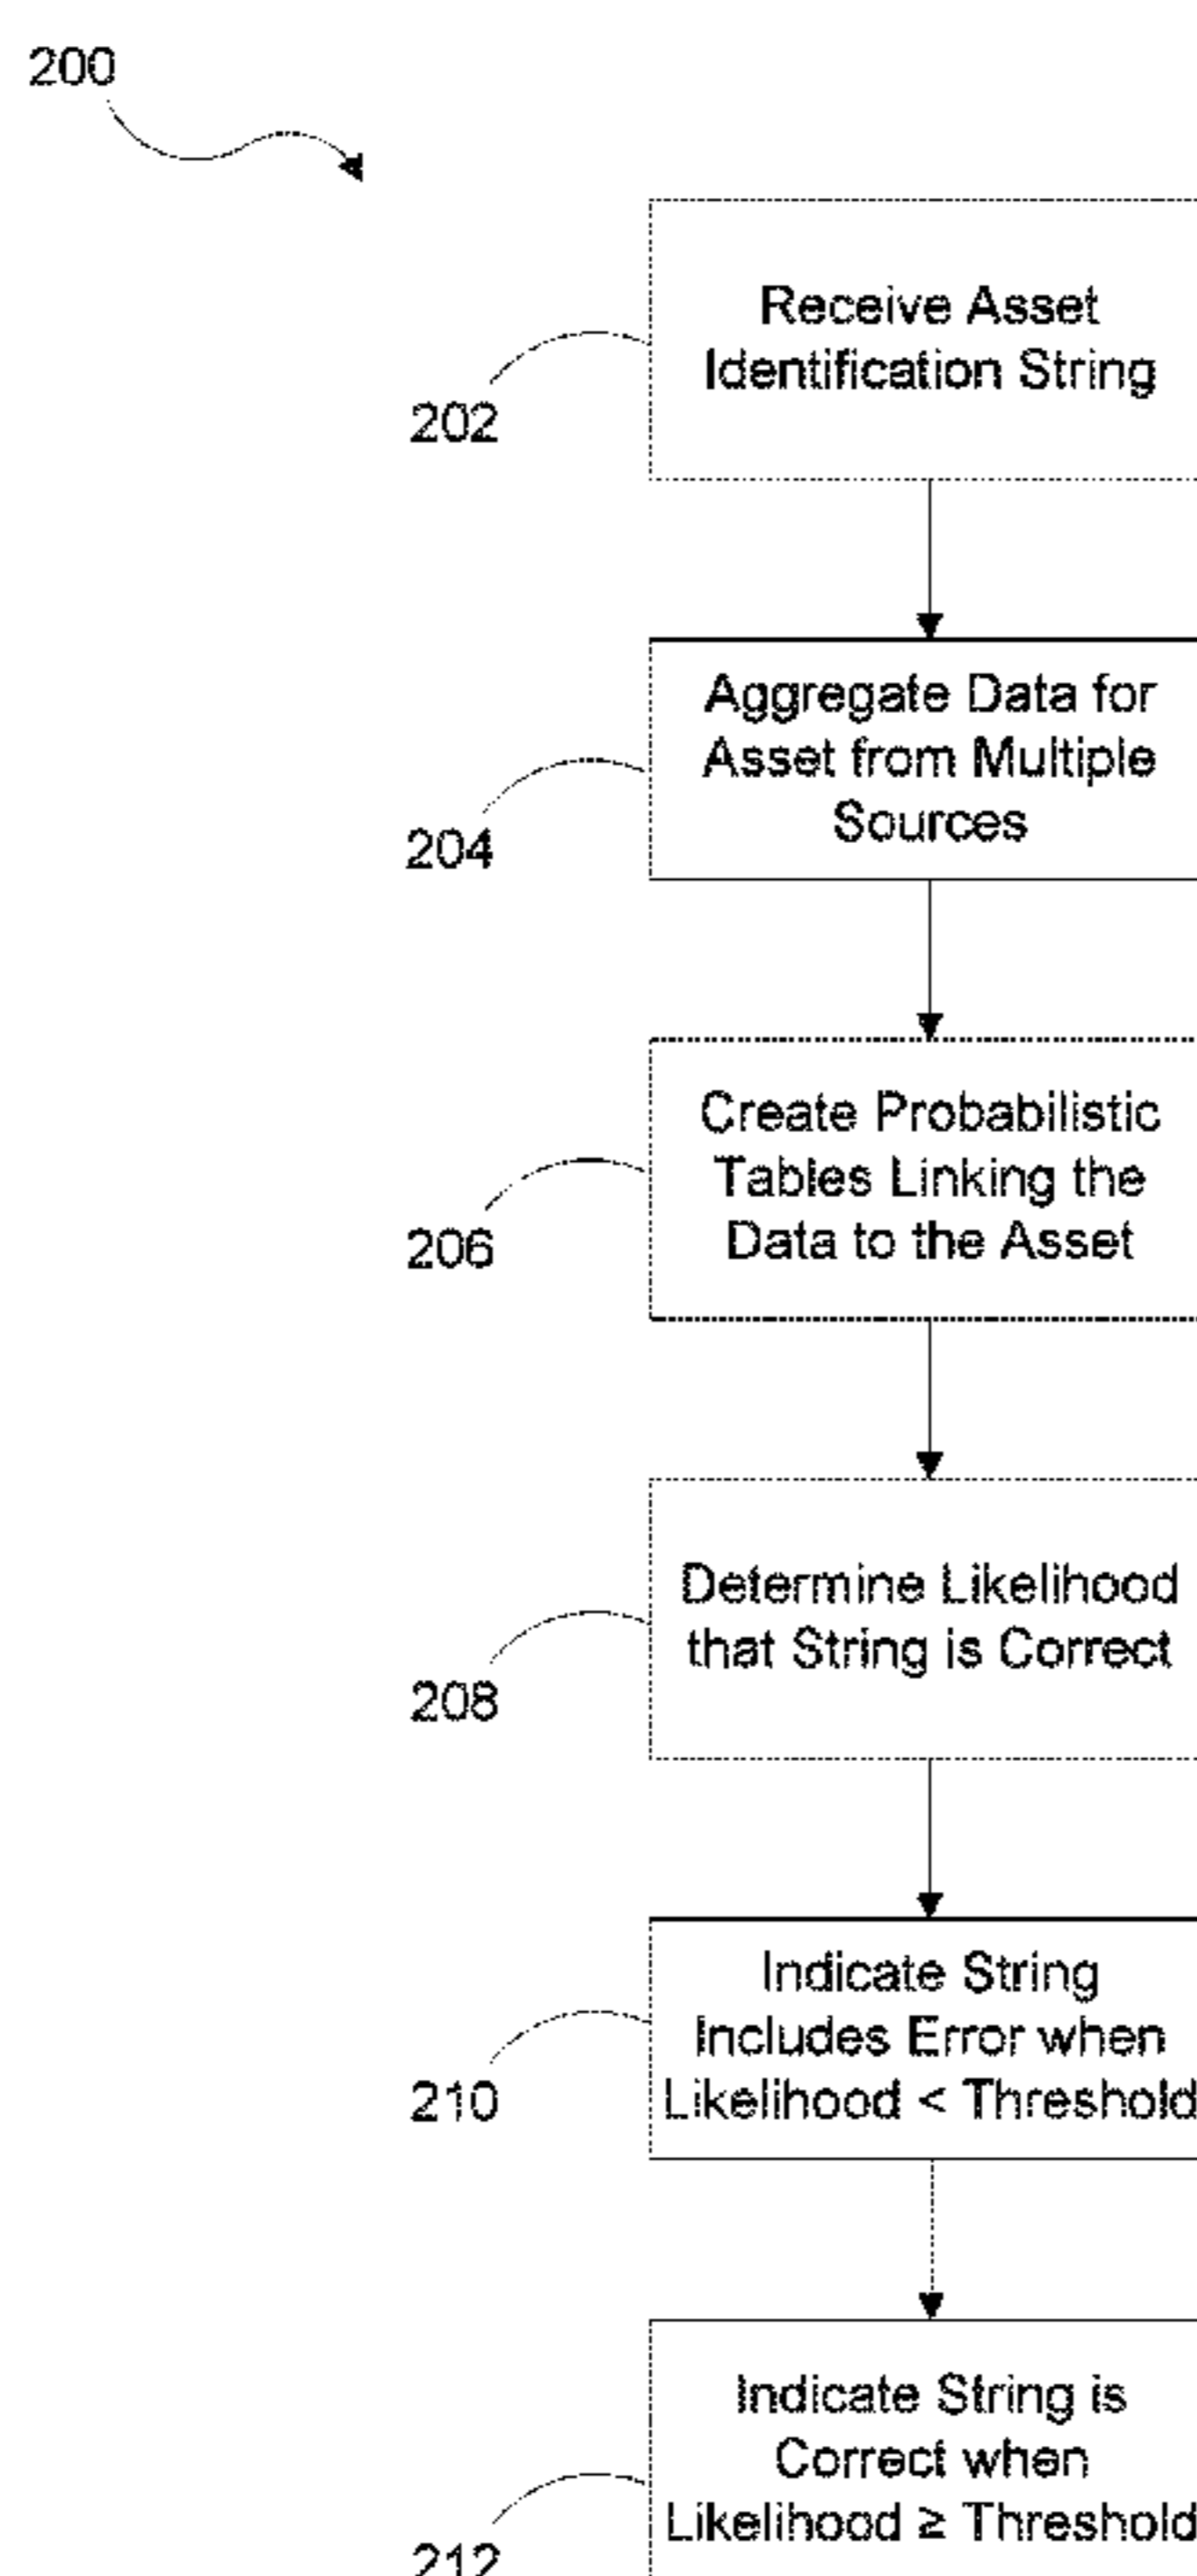 200
Receive Asset
Identification String
202
Aggregate Data for
Asset from Multiple
Sources
204
Create Probabilistic
Tables Linking the
Data to the Asset
206
Determine Likelihood
that String is Correct
208
Indicate String
Includes Error when
Likelihood < Threshold
210
Indicate String is
Correct when
Likelihood ≥ Threshold
212